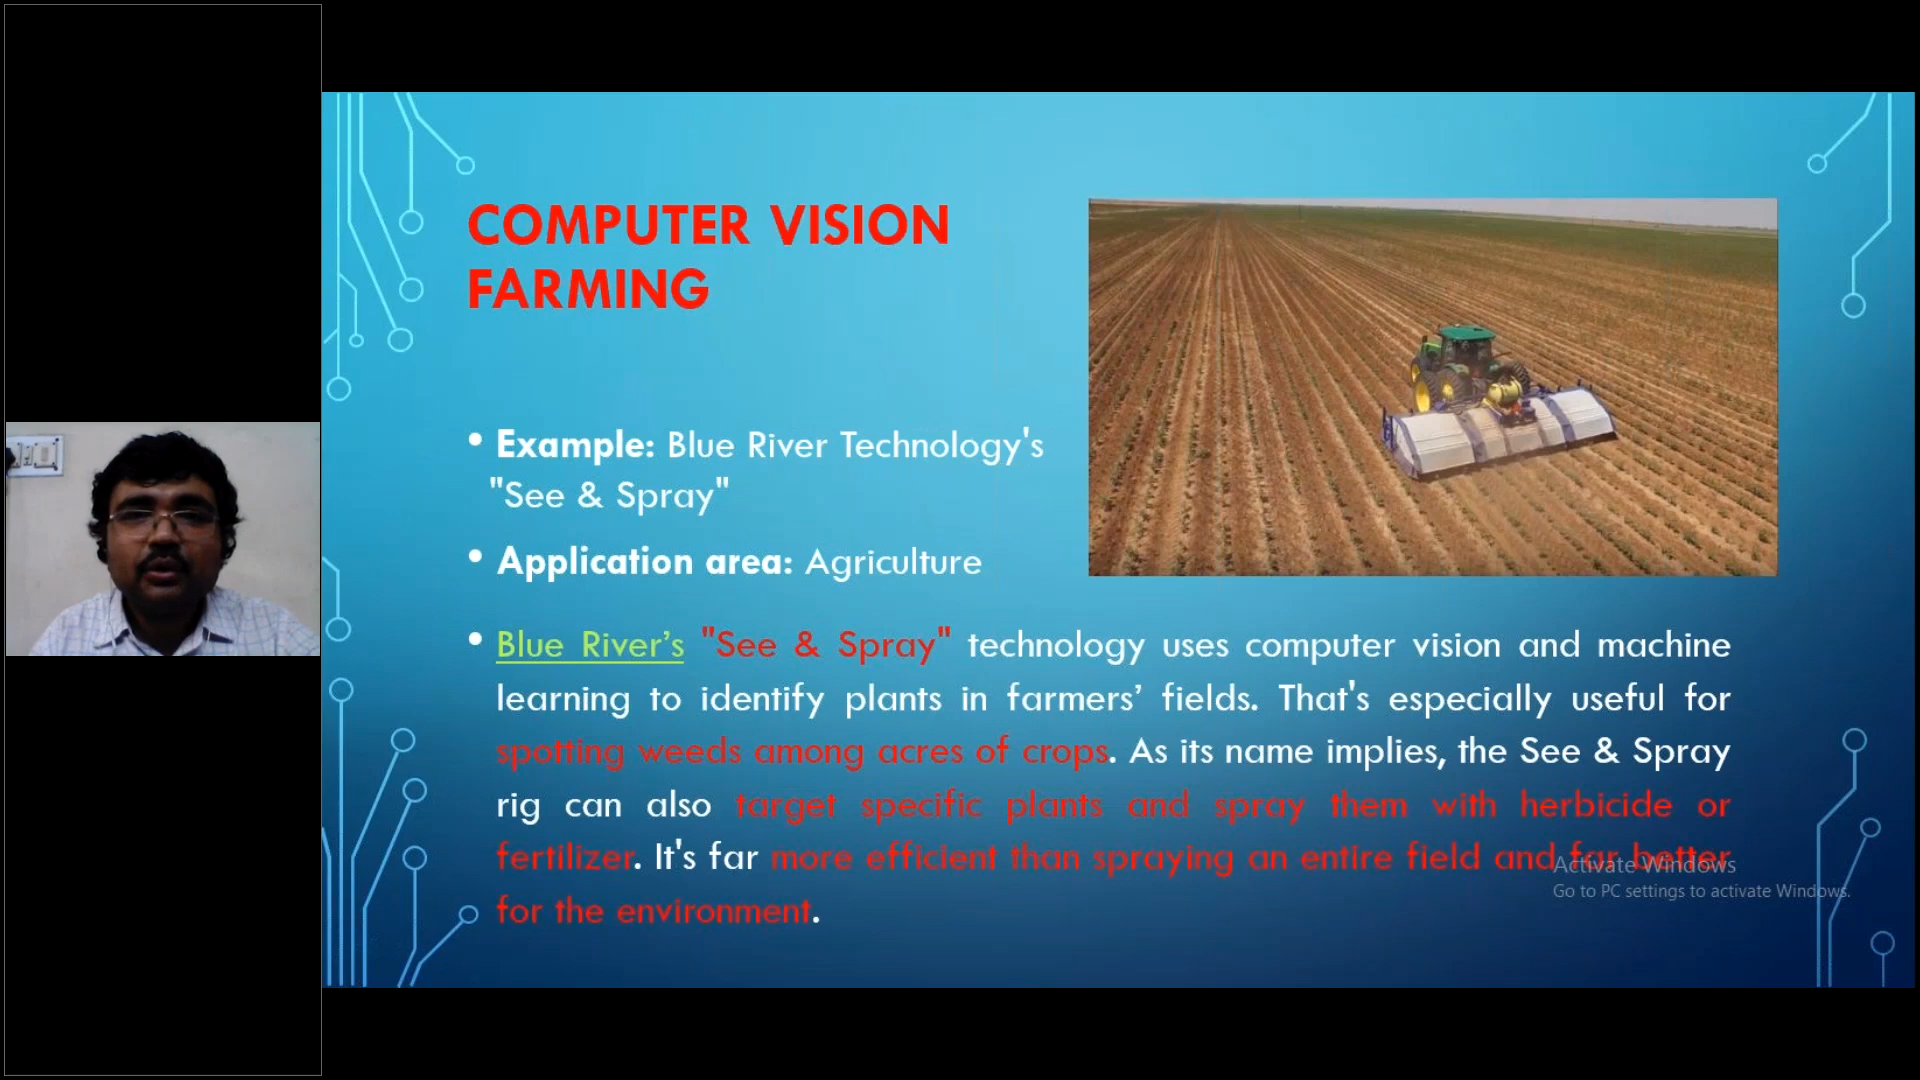 COMPUTER VISION
FARMING
• Example: Blue River Technology's
"See & Spray"
• Application area: Agriculture
• Blue River’s "See & Spray" technology uses computer vision and machine
learning to identify plants in farmers’ fields. That's especially useful for
spotting weeds among acres of crops. As its name implies, the See & Spray
rig can also target specific plants and spray them with herbicide or
fertilizer. It's far more efficient than spraying an entire field and far better
for the environment.
Activate Windows
Go to PC settings to activate Windows.